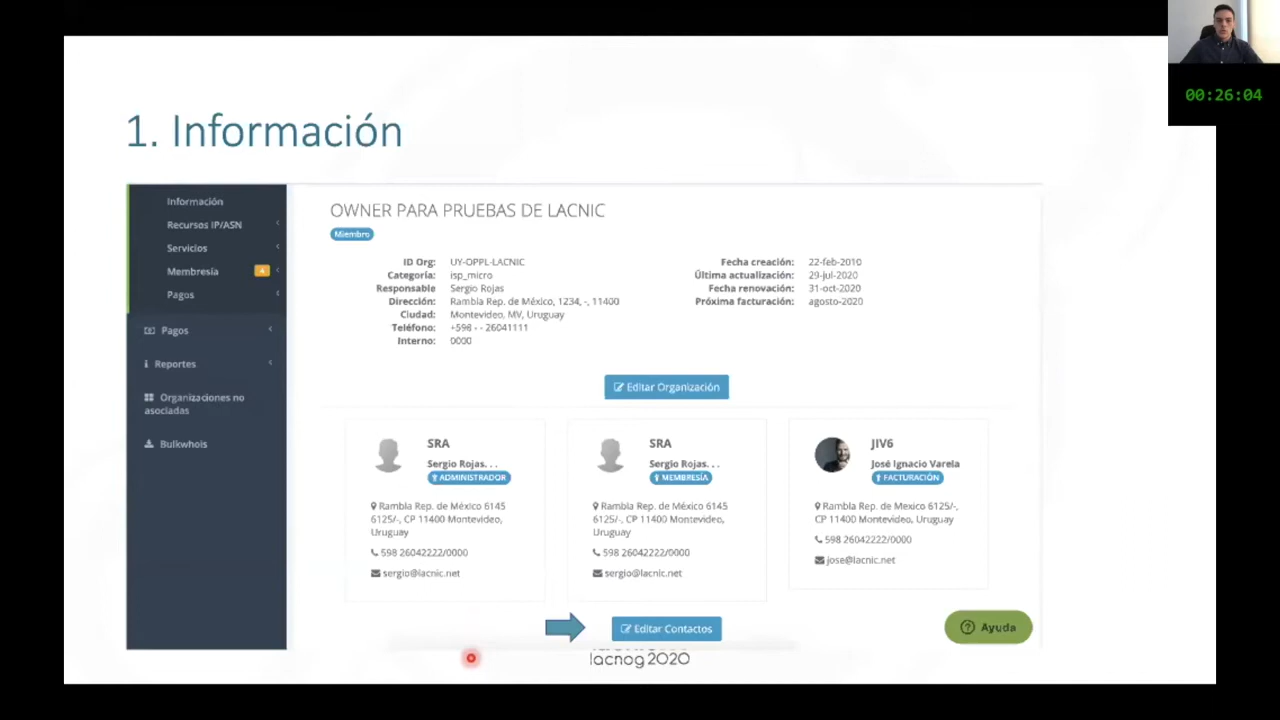 00:26:04
1. Información
Información
Recursos IP/ASN
Servicios
Membresía 4
Pagos
Pagos
Reportes
Organizaciones no
asociadas
Bulkwhois
OWNER PARA PRUEBAS DE LACNIC
Miembro
ID Org: UY-OPPL-LACNIC
Categoría: isp_micro
Responsable Sergio Rojas
Dirección: Rambla Rep. de México, 1234, -, 11400
Ciudad: Montevideo, MV, Uruguay
Teléfono: +598 - - 26041111
Interno: 0000
Fecha creación: 22-feb-2010
Última actualización: 29-jul-2020
Fecha renovación: 31-oct-2020
Próxima facturación: agosto-2020
Editar Organización
SRA
Sergio Rojas. . .
ADMINISTRADOR
Rambla Rep. de México 6145
6125/-, CP 11400 Montevideo,
Uruguay
598 26042222/0000
sergio@lacnic.net
SRA
Sergio Rojas. . .
MEMBRESÍA
Rambla Rep. de México 6145
6125/-, CP 11400 Montevideo,
Uruguay
598 26042222/0000
sergio@lacnic.net
JIV6
José Ignacio Varela
FACTURACIÓN
Rambla Rep. de Mexico 6125/-,
CP 11400 Montevideo, Uruguay
598 26042222/0000
jose@lacnic.net
Editar Contactos
Ayuda
lacnog2020